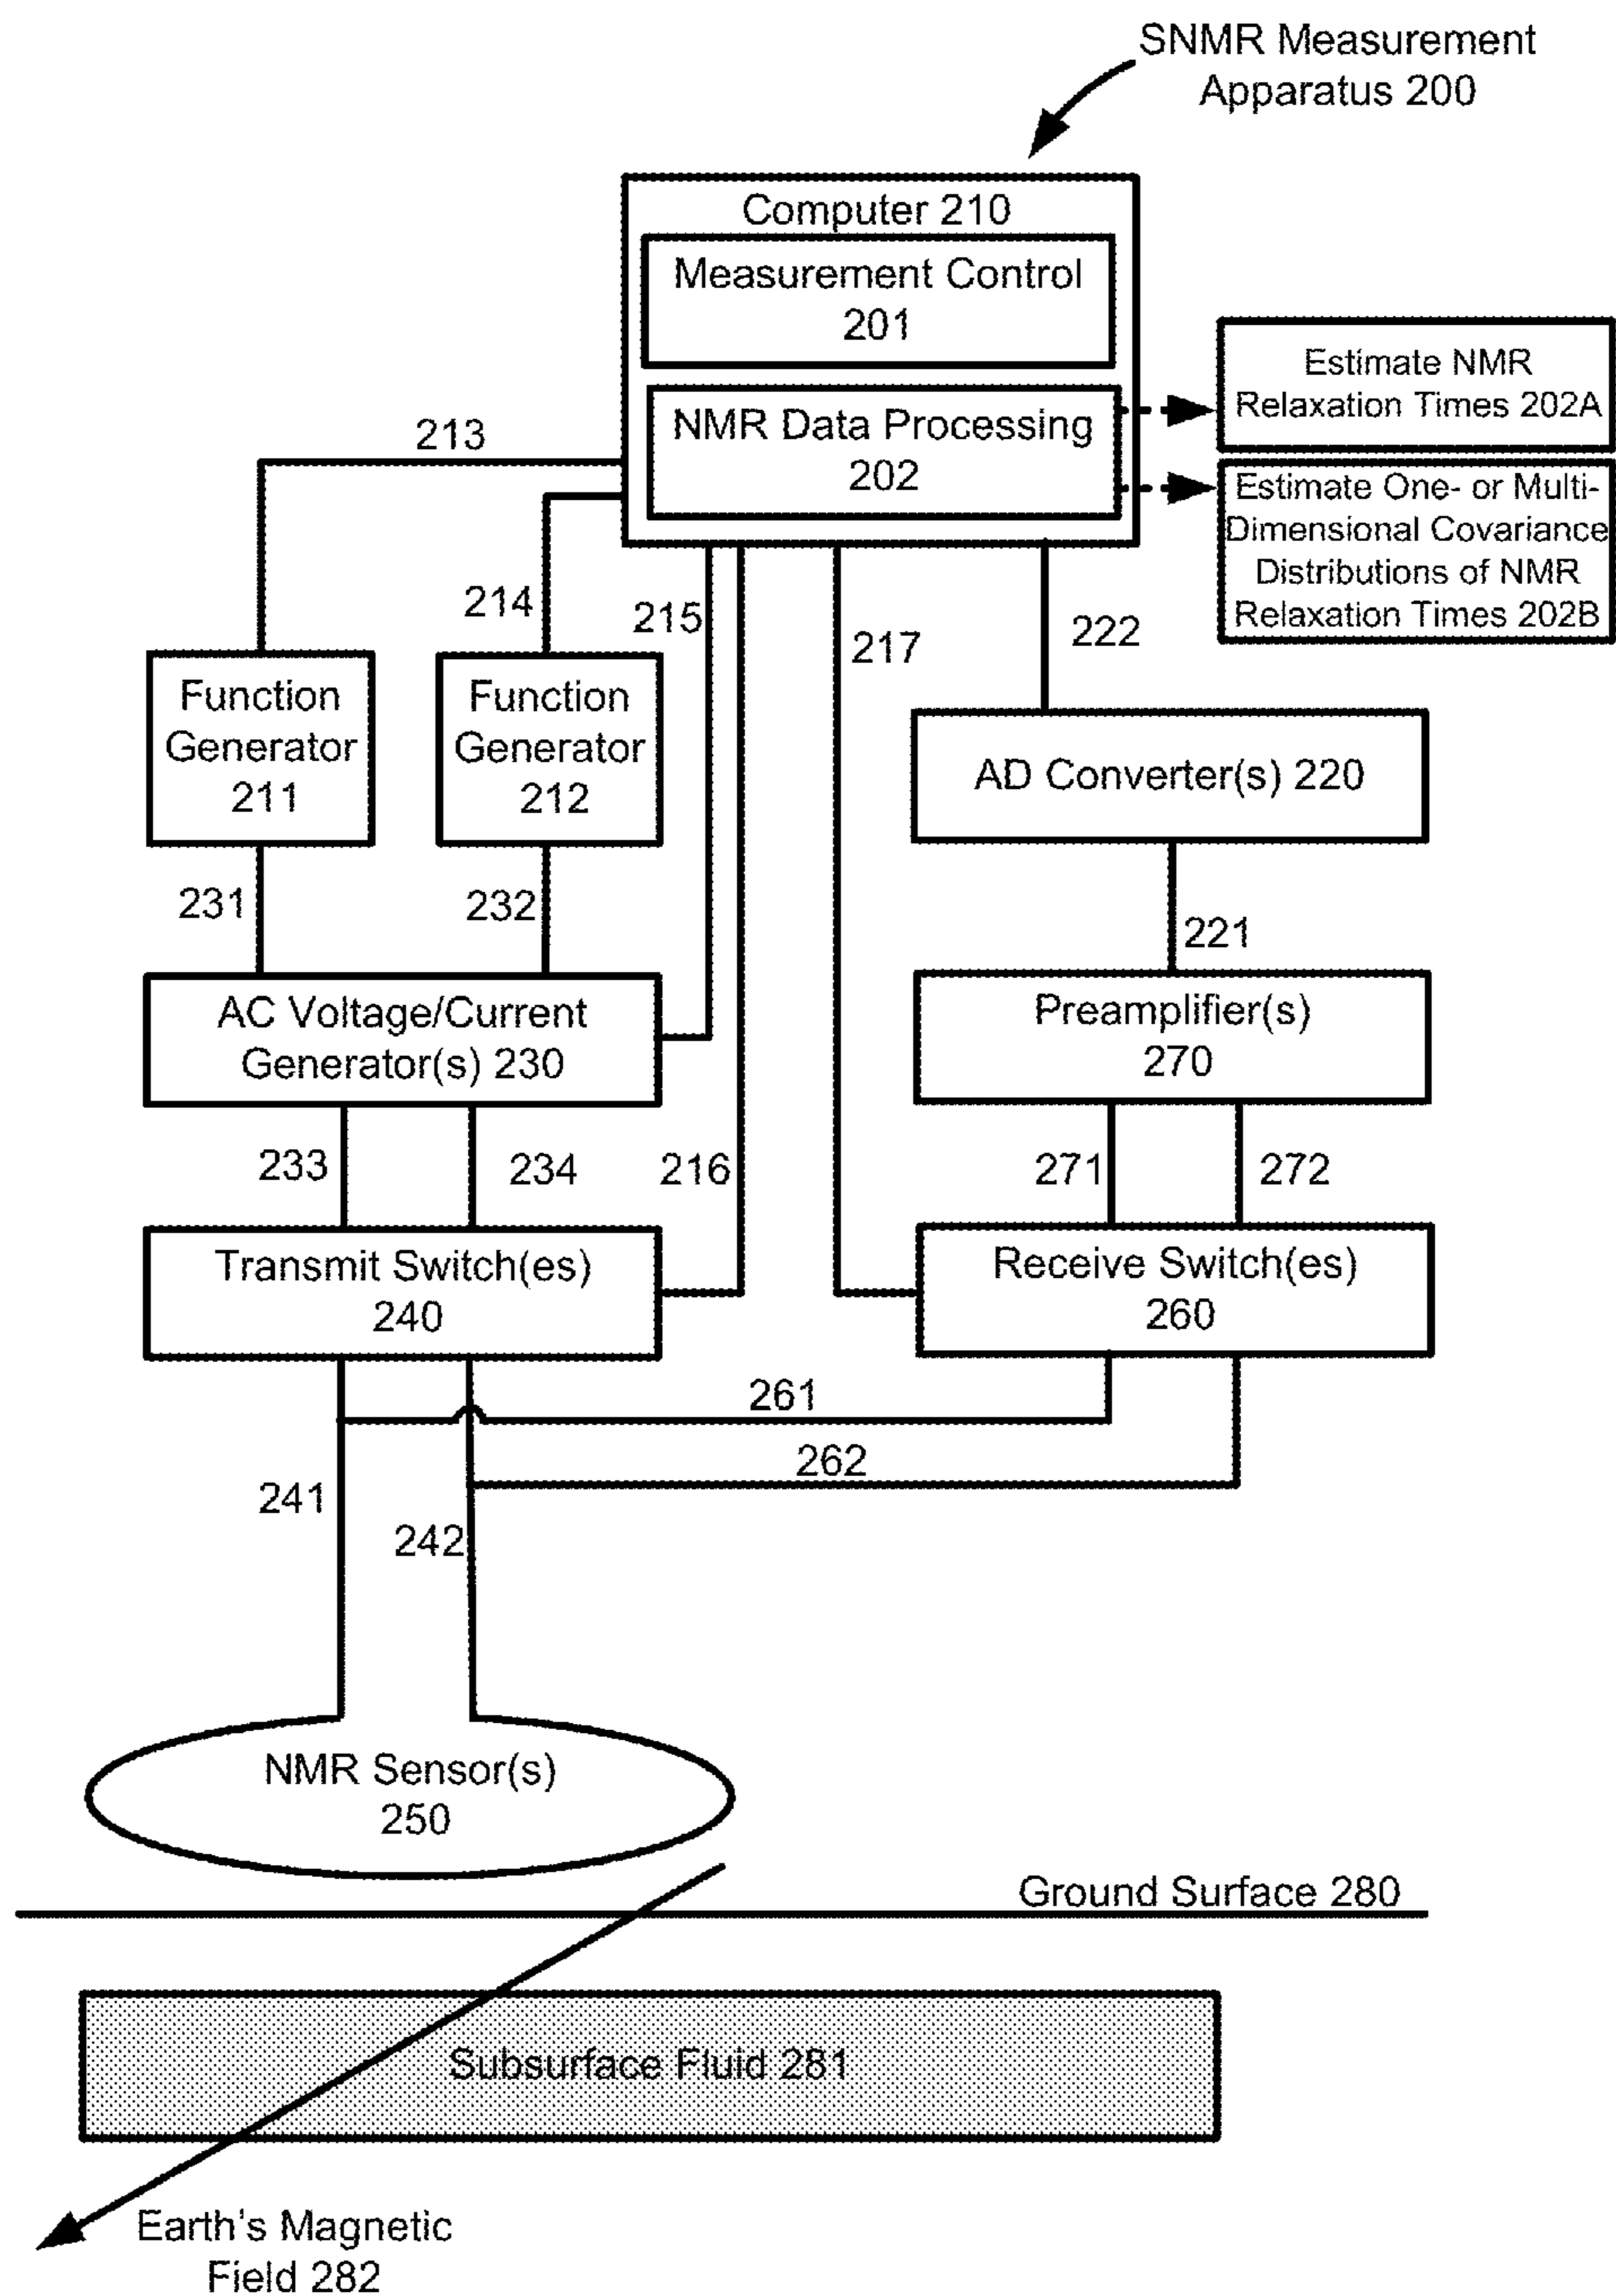 SNMR Measurement
Apparatus 200
Computer 210
Measurement Control
201
NMR Data Processing
202
Estimate NMR
Relaxation Times 202A
Estimate One- or Multi-
Dimensional Covariance
Distributions of NMR
Relaxation Times 202B
213
214
215
217
222
Function
Generator
211
Function
Generator
212
AD Converter(s) 220
231
232
221
AC Voltage/Current
Generator(s) 230
Preamplifier(s)
270
233
234
216
271
272
Transmit Switch(es)
240
Receive Switch(es)
260
261
262
241
242
NMR Sensor(s)
250
Ground Surface 280
Subsurface Fluid 281
Earth's Magnetic
Field 282